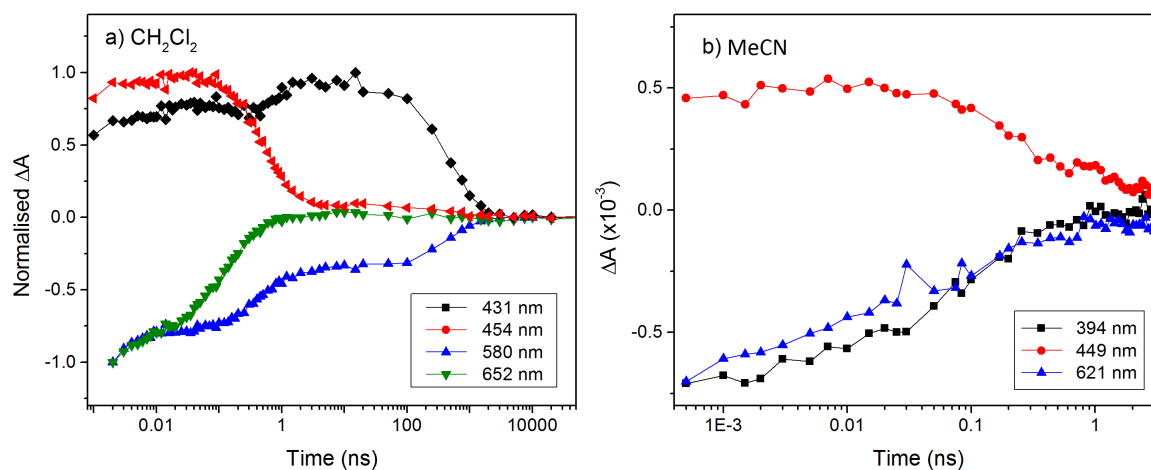 a) CH₂Cl₂
Normalised ΔA
1.0
0.5
0.0
-0.5
-1.0
431 nm
454 nm
580 nm
652 nm
0.01
1
100
10000
Time (ns)
b) MeCN
ΔA (x10⁻³)
0.5
0.0
-0.5
394 nm
449 nm
621 nm
1E-3
0.01
0.1
1
Time (ns)